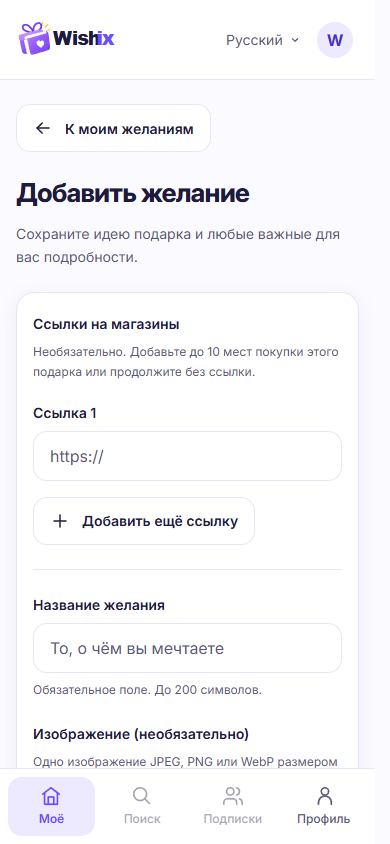 Wishix
Русский
W
К моим желаниям
Добавить желание
Сохраните идею подарка и любые важные для
вас подробности.
Ссылки на магазины
Необязательно. Добавьте до 10 мест покупки этого
подарка или продолжите без ссылки.
Ссылка 1
https://
Добавить ещё ссылку
Название желания
То, о чём вы мечтаете
Обязательное поле. До 200 символов.
Изображение (необязательно)
Одно изображение JPEG, PNG или WebP размером
Моё
Поиск
Подписки
Профиль